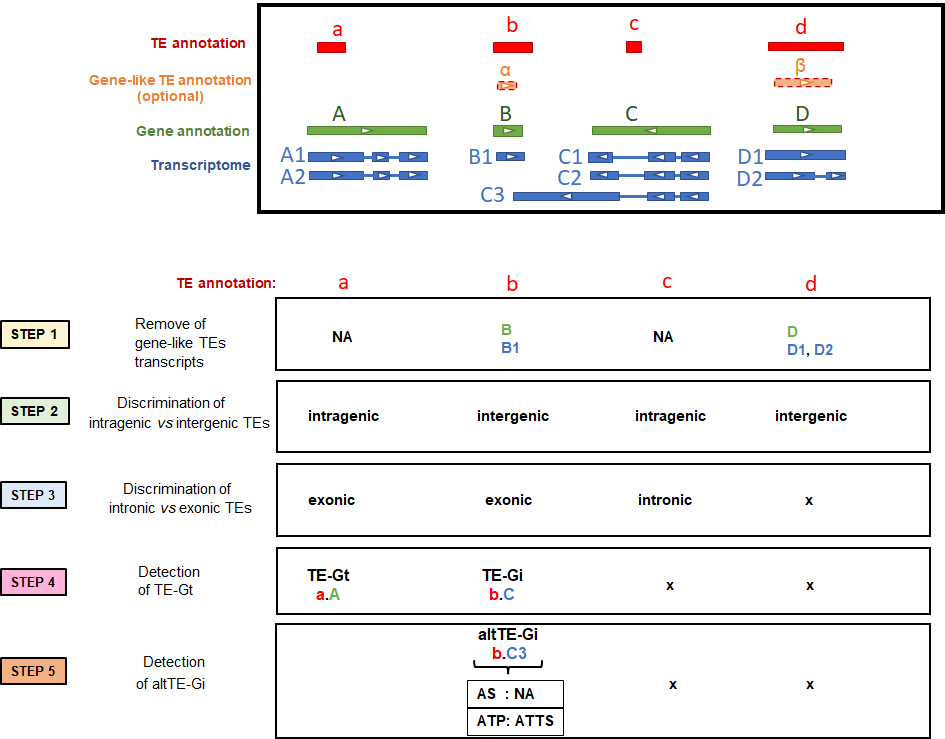 a b c d
TE annotation
Gene-like TE annotation
(optional)
α β
A B C D
Gene annotation
Transcriptome
A1 B1 C1 D1
A2 C2 D2
C3
TE annotation: a b c d
STEP 1
Remove of
gene-like TEs
transcripts
NA
B
B1
NA
D
D1, D2
STEP 2
Discrimination of
intragenic vs intergenic TEs
intragenic intergenic intragenic intergenic
STEP 3
Discrimination of
intronic vs exonic TEs
exonic exonic intronic x
STEP 4
Detection
of TE-Gt
TE-Gt
a.A
TE-Gi
b.C
x x
STEP 5
Detection
of altTE-Gi
altTE-Gi
b.C3
AS : NA
ATP: ATTS
x x